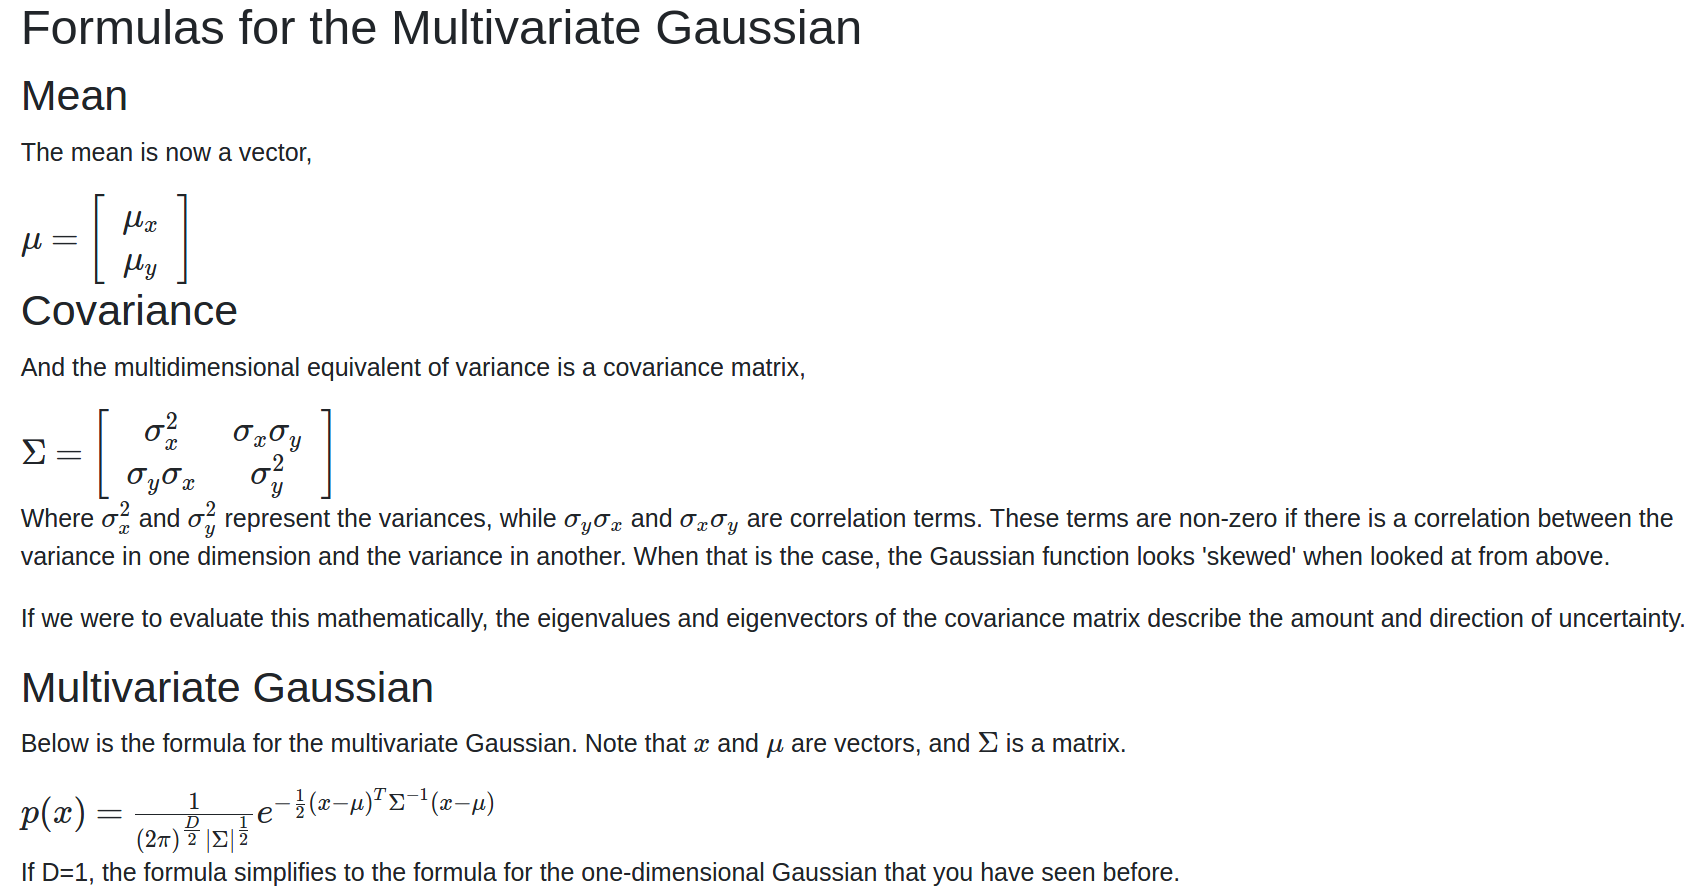 Formulas for the Multivariate Gaussian
Mean
The mean is now a vector,
$\mu = \begin{bmatrix} \mu_x \\ \mu_y \end{bmatrix}$
Covariance
And the multidimensional equivalent of variance is a covariance matrix,
$\Sigma = \begin{bmatrix} \sigma_x^2 & \sigma_x\sigma_y \\ \sigma_y\sigma_x & \sigma_y^2 \end{bmatrix}$
Where $\sigma_x^2$ and $\sigma_y^2$ represent the variances, while $\sigma_y\sigma_x$ and $\sigma_x\sigma_y$ are correlation terms. These terms are non-zero if there is a correlation between the
variance in one dimension and the variance in another. When that is the case, the Gaussian function looks 'skewed' when looked at from above.
If we were to evaluate this mathematically, the eigenvalues and eigenvectors of the covariance matrix describe the amount and direction of uncertainty.
Multivariate Gaussian
Below is the formula for the multivariate Gaussian. Note that $x$ and $\mu$ are vectors, and $\Sigma$ is a matrix.
$p(x) = \frac{1}{(2\pi)^{\frac{D}{2}} |\Sigma|^{\frac{1}{2}}} e^{-\frac{1}{2}(x-\mu)^T \Sigma^{-1}(x-\mu)}$
If D=1, the formula simplifies to the formula for the one-dimensional Gaussian that you have seen before.